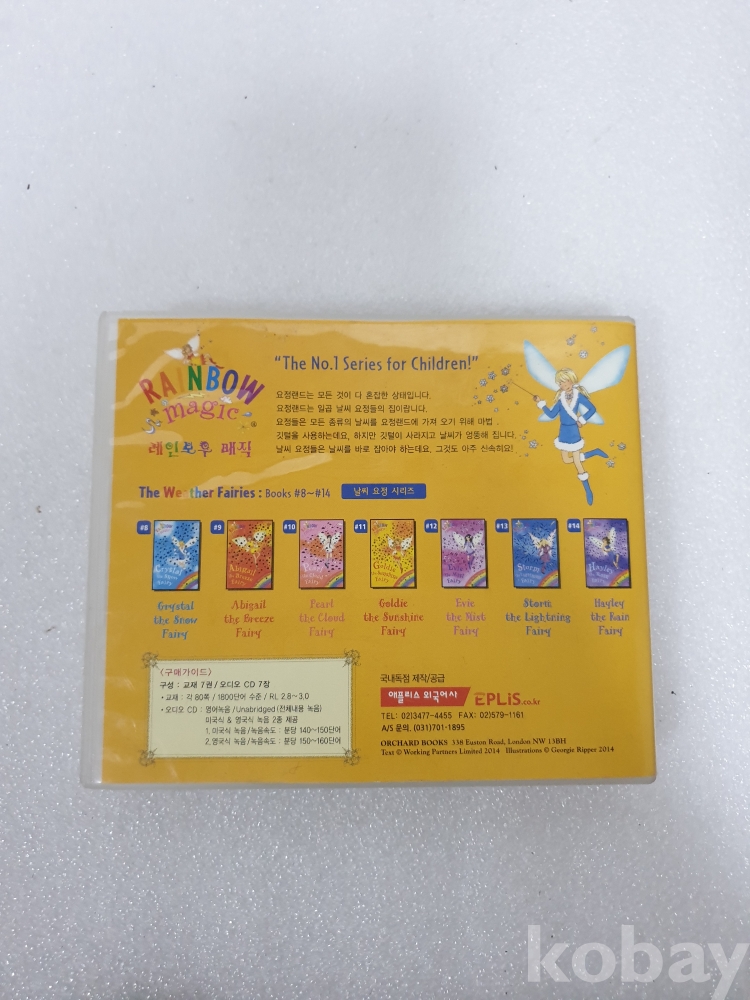 RAINBOW
magic
레인보우 매직
"The No.1 Series for Children!"
요정랜드는 모든 것이 다 혼잡한 상태입니다.
요정랜드는 일곱 날씨 요정들의 집이랍니다.
요정들은 모든 종류의 날씨를 요정랜드에 가져 오기 위해 마법
깃털을 사용하는데요, 하지만 깃털이 사라지고 날씨가 엉뚱해 집니다.
날씨 요정들은 날씨를 바로 잡아야 하는데요, 그것도 아주 신속하요!
The Weather Fairies : Books #8~#14
날씨 요정 시리즈
#8 #9 #10 #11 #12 #13 #14
Crystal the Snow Fairy
Abigail the Breeze Fairy
Pearl the Cloud Fairy
Goldie the Sunshine Fairy
Evie the Mist Fairy
Storm the Lightning Fairy
Hayley the Rain Fairy
<구매가이드>
구성 : 교재 7권 / 오디오 CD 7장
• 교재 : 각 80쪽 / 1800단어 수준 / RL 2.8~3.0
• 오디오 CD : 영어녹음 / Unabridged (전체내용 녹음)
미국식 & 영국식 녹음 2종 제공
1. 미국식 녹음 / 녹음속도 : 분당 140~150단어
2. 영국식 녹음 / 녹음속도 : 분당 150~160단어
국내독점 제작/공급
애플리스 외국어사 EPLiS.co.kr
TEL: 02)3477-4455 FAX: 02)579-1161
A/S 문의. (031)701-1895
ORCHARD BOOKS 338 Euston Road, London NW 13BH
Text © Working Partners Limited 2014 Illustrations © Georgie Ripper 2014
kobay